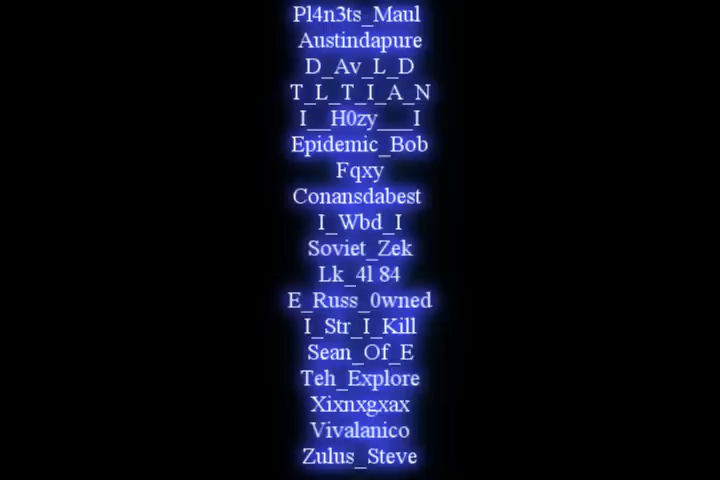 Pl4n3ts_Maul
Austindapure
D_Av_L_D
T_L_T_I_A_N
I__H0zy___I
Epidemic_Bob
Fqxy
Conansdabest
I_Wbd_I
Soviet_Zek
Lk_4l 84
E_Russ_0wned
I_Str_I_Kill
Sean_Of_E
Teh_Explore
Xixnxgxax
Vivalanico
Zulus_Steve